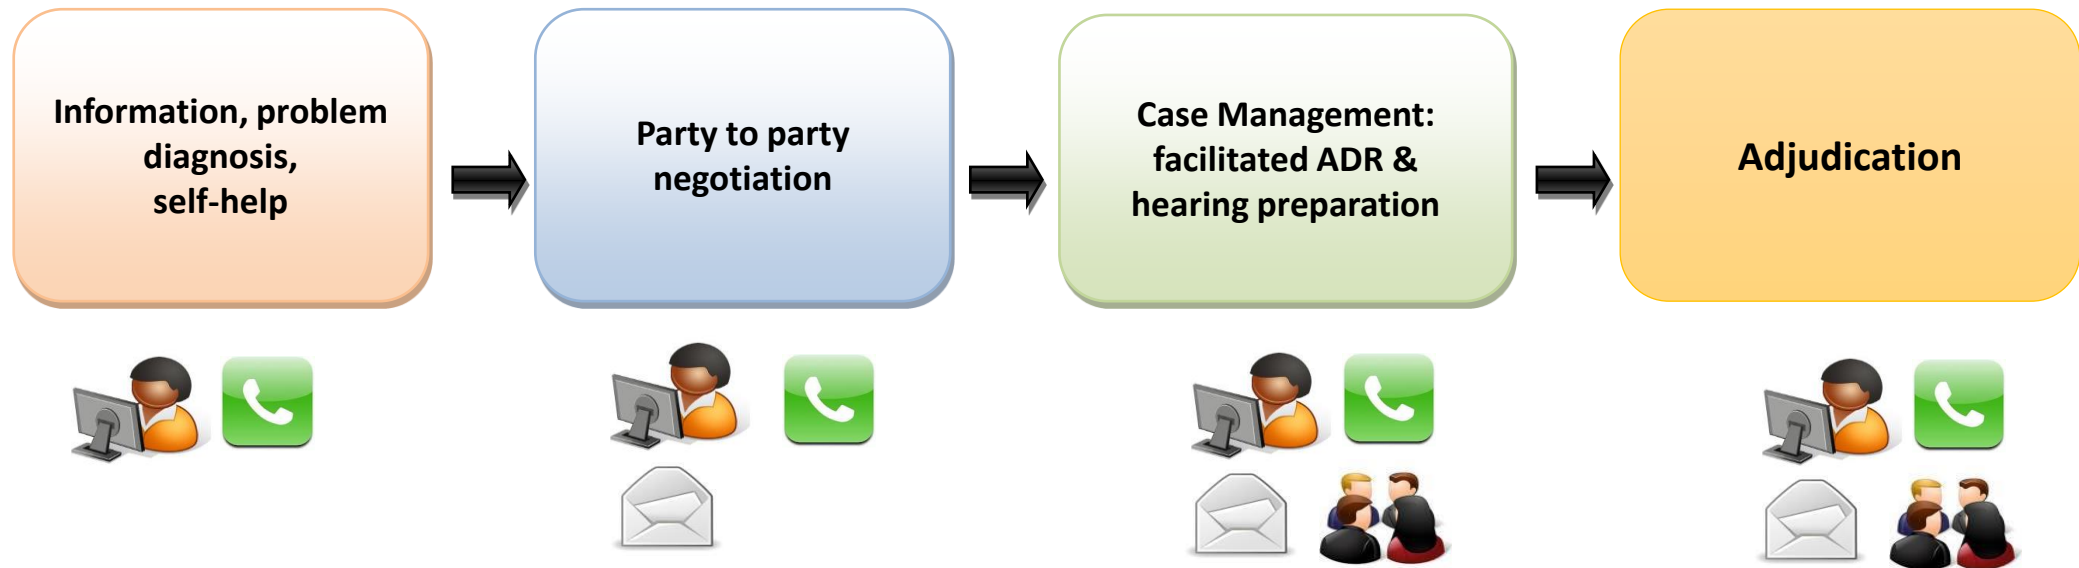 Information, problem
diagnosis,
self-help
Party to party
negotiation
Case Management:
facilitated ADR &
hearing preparation
Adjudication